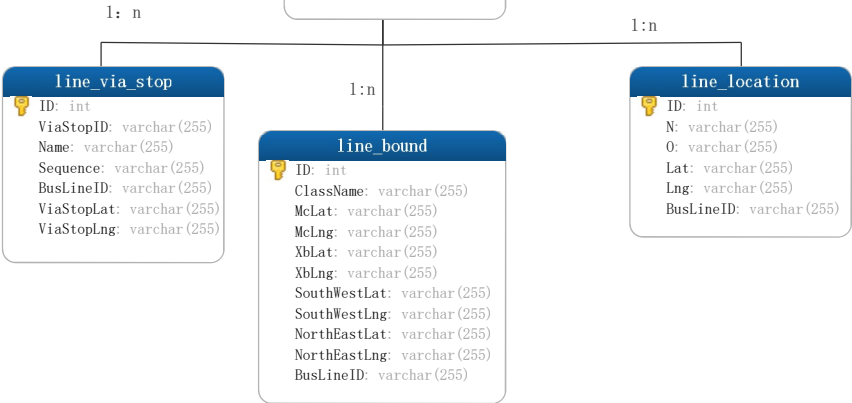 1: n
1:n
1:n
line_via_stop
ID: int
ViaStopID: varchar(255)
Name: varchar(255)
Sequence: varchar(255)
BusLineID: varchar(255)
ViaStopLat: varchar(255)
ViaStopLng: varchar(255)
line_bound
ID: int
ClassName: varchar(255)
McLat: varchar(255)
McLng: varchar(255)
XbLat: varchar(255)
XbLng: varchar(255)
SouthWestLat: varchar(255)
SouthWestLng: varchar(255)
NorthEastLat: varchar(255)
NorthEastLng: varchar(255)
BusLineID: varchar(255)
line_location
ID: int
N: varchar(255)
O: varchar(255)
Lat: varchar(255)
Lng: varchar(255)
BusLineID: varchar(255)